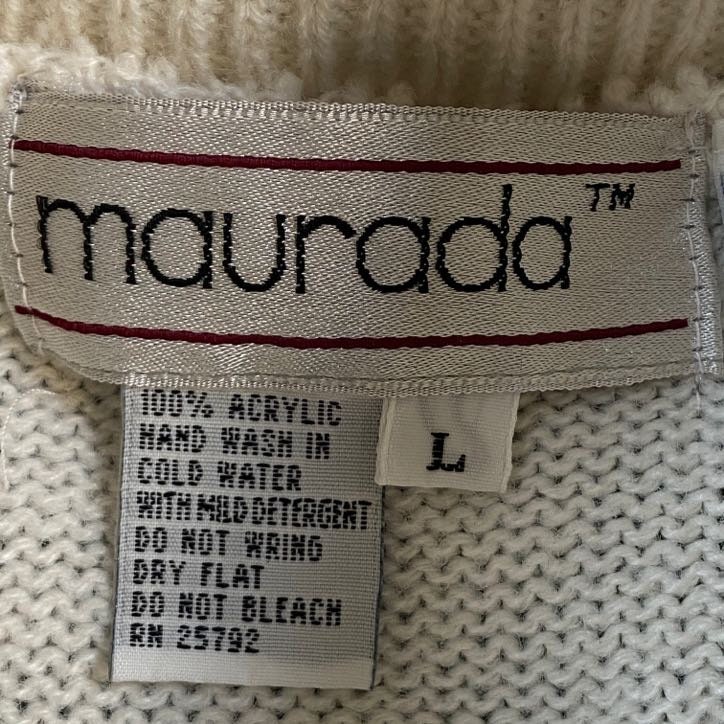 maurada™
100% ACRYLIC
HAND WASH IN
COLD WATER
WITH MILD DETERGENT
DO NOT WRING
DRY FLAT
DO NOT BLEACH
RN 25792
L